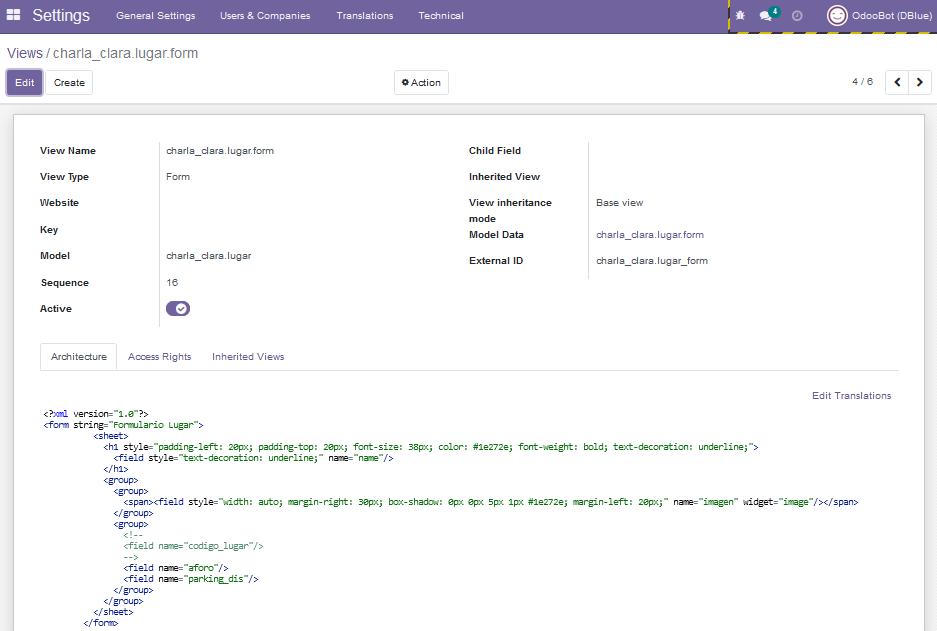 Settings General Settings Users & Companies Translations Technical 4 OdooBot (DBlue)
Views / charla_clara.lugar.form
Edit Create Action 4 / 6
View Name charla_clara.lugar.form Child Field
View Type Form Inherited View
Website View inheritance mode Base view
Key Model Data charla_clara.lugar.form
Model charla_clara.lugar External ID charla_clara.lugar_form
Sequence 16
Active
Architecture Access Rights Inherited Views
Edit Translations
<?xml version="1.0"?>
<form string="Formulario Lugar">
<sheet>
<h1 style="padding-left: 20px; padding-top: 20px; font-size: 38px; color: #1e272e; font-weight: bold; text-decoration: underline;">
<field style="text-decoration: underline;" name="name"/>
</h1>
<group>
<group>
<span><field style="width: auto; margin-right: 30px; box-shadow: 0px 0px 5px 1px #1e272e; margin-left: 20px;" name="imagen" widget="image"/></span>
</group>
<group>
<!--
<field name="codigo_lugar"/>
-->
<field name="aforo"/>
<field name="parking_dis"/>
</group>
</group>
</sheet>
</form>